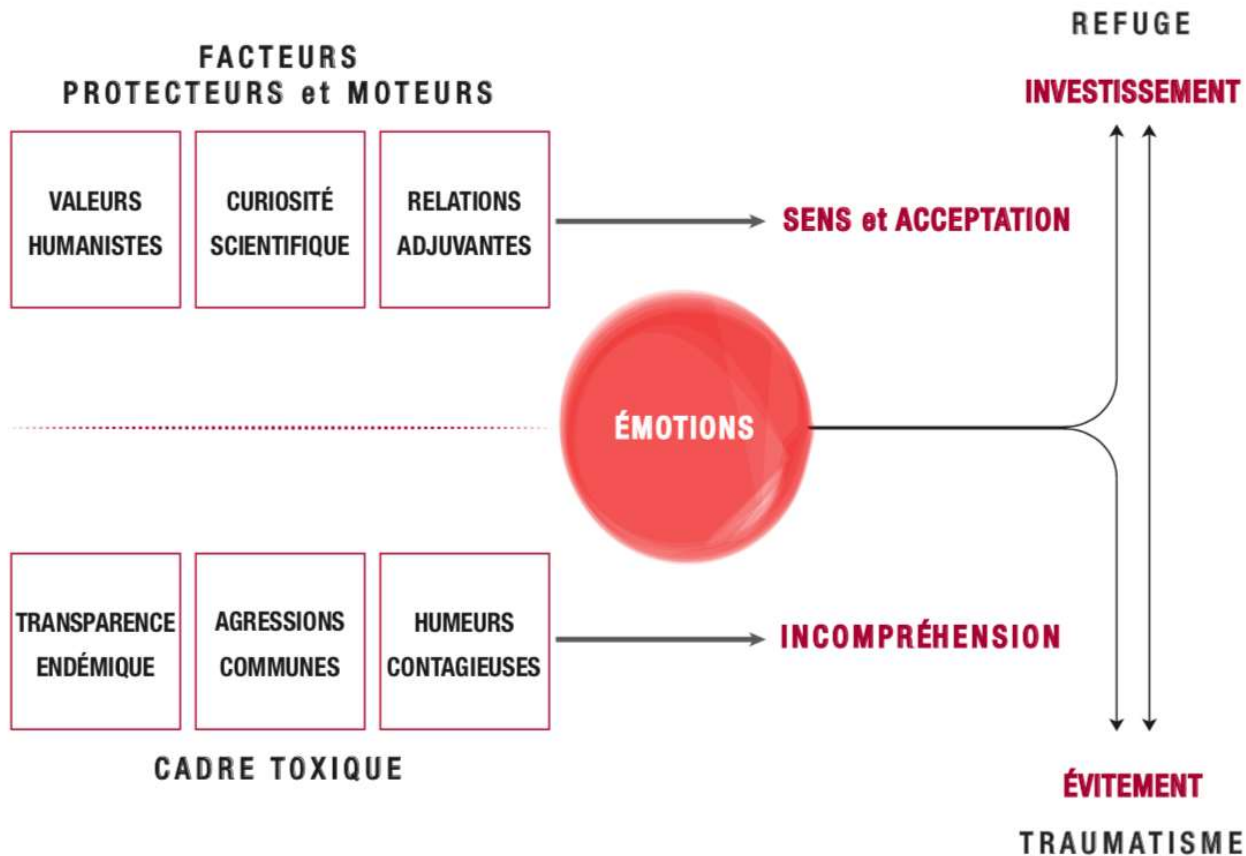 REFUGE
FACTEURS
PROTECTEURS et MOTEURS
INVESTISSEMENT
VALEURS
HUMANISTES
CURIOSITÉ
SCIENTIFIQUE
RELATIONS
ADJUVANTES
SENS et ACCEPTATION
ÉMOTIONS
TRANSPARENCE
ENDÉMIQUE
AGRESSIONS
COMMUNES
HUMEURS
CONTAGIEUSES
INCOMPRÉHENSION
CADRE TOXIQUE
ÉVITEMENT
TRAUMATISME